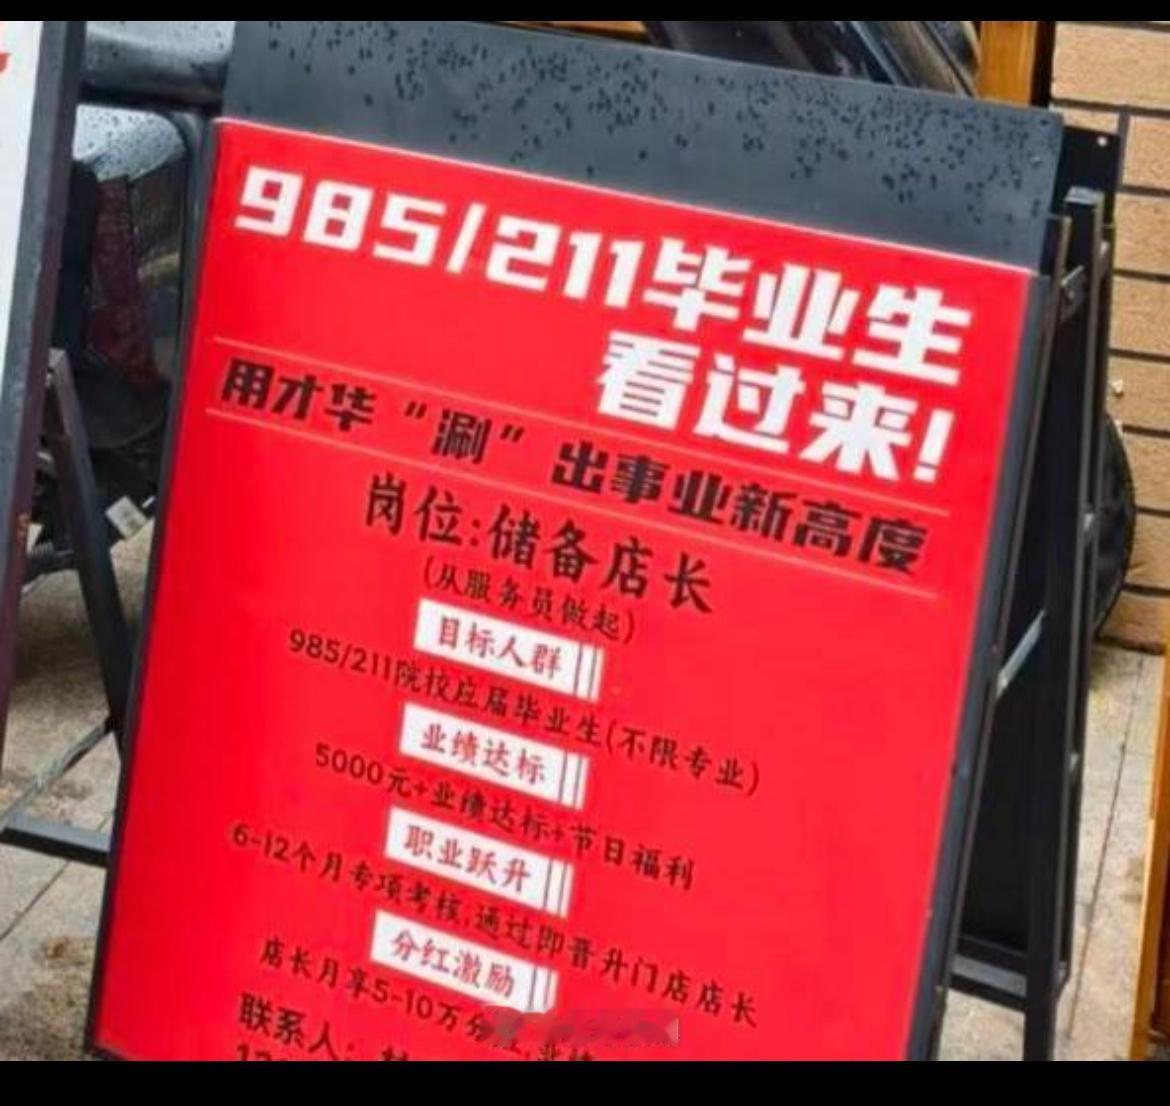 985/211毕业生
看过来!
用才华“涮”出事业新高度
岗位:储备店长
(从服务员做起)
目标人群
985/211院校应届毕业生(不限专业)
业绩达标
5000元+业绩达标+节日福利
职业跃升
6-12个月专项考核,通过即晋升门店店长
分红激励
店长月享5-10万分红,业绩
联系人: